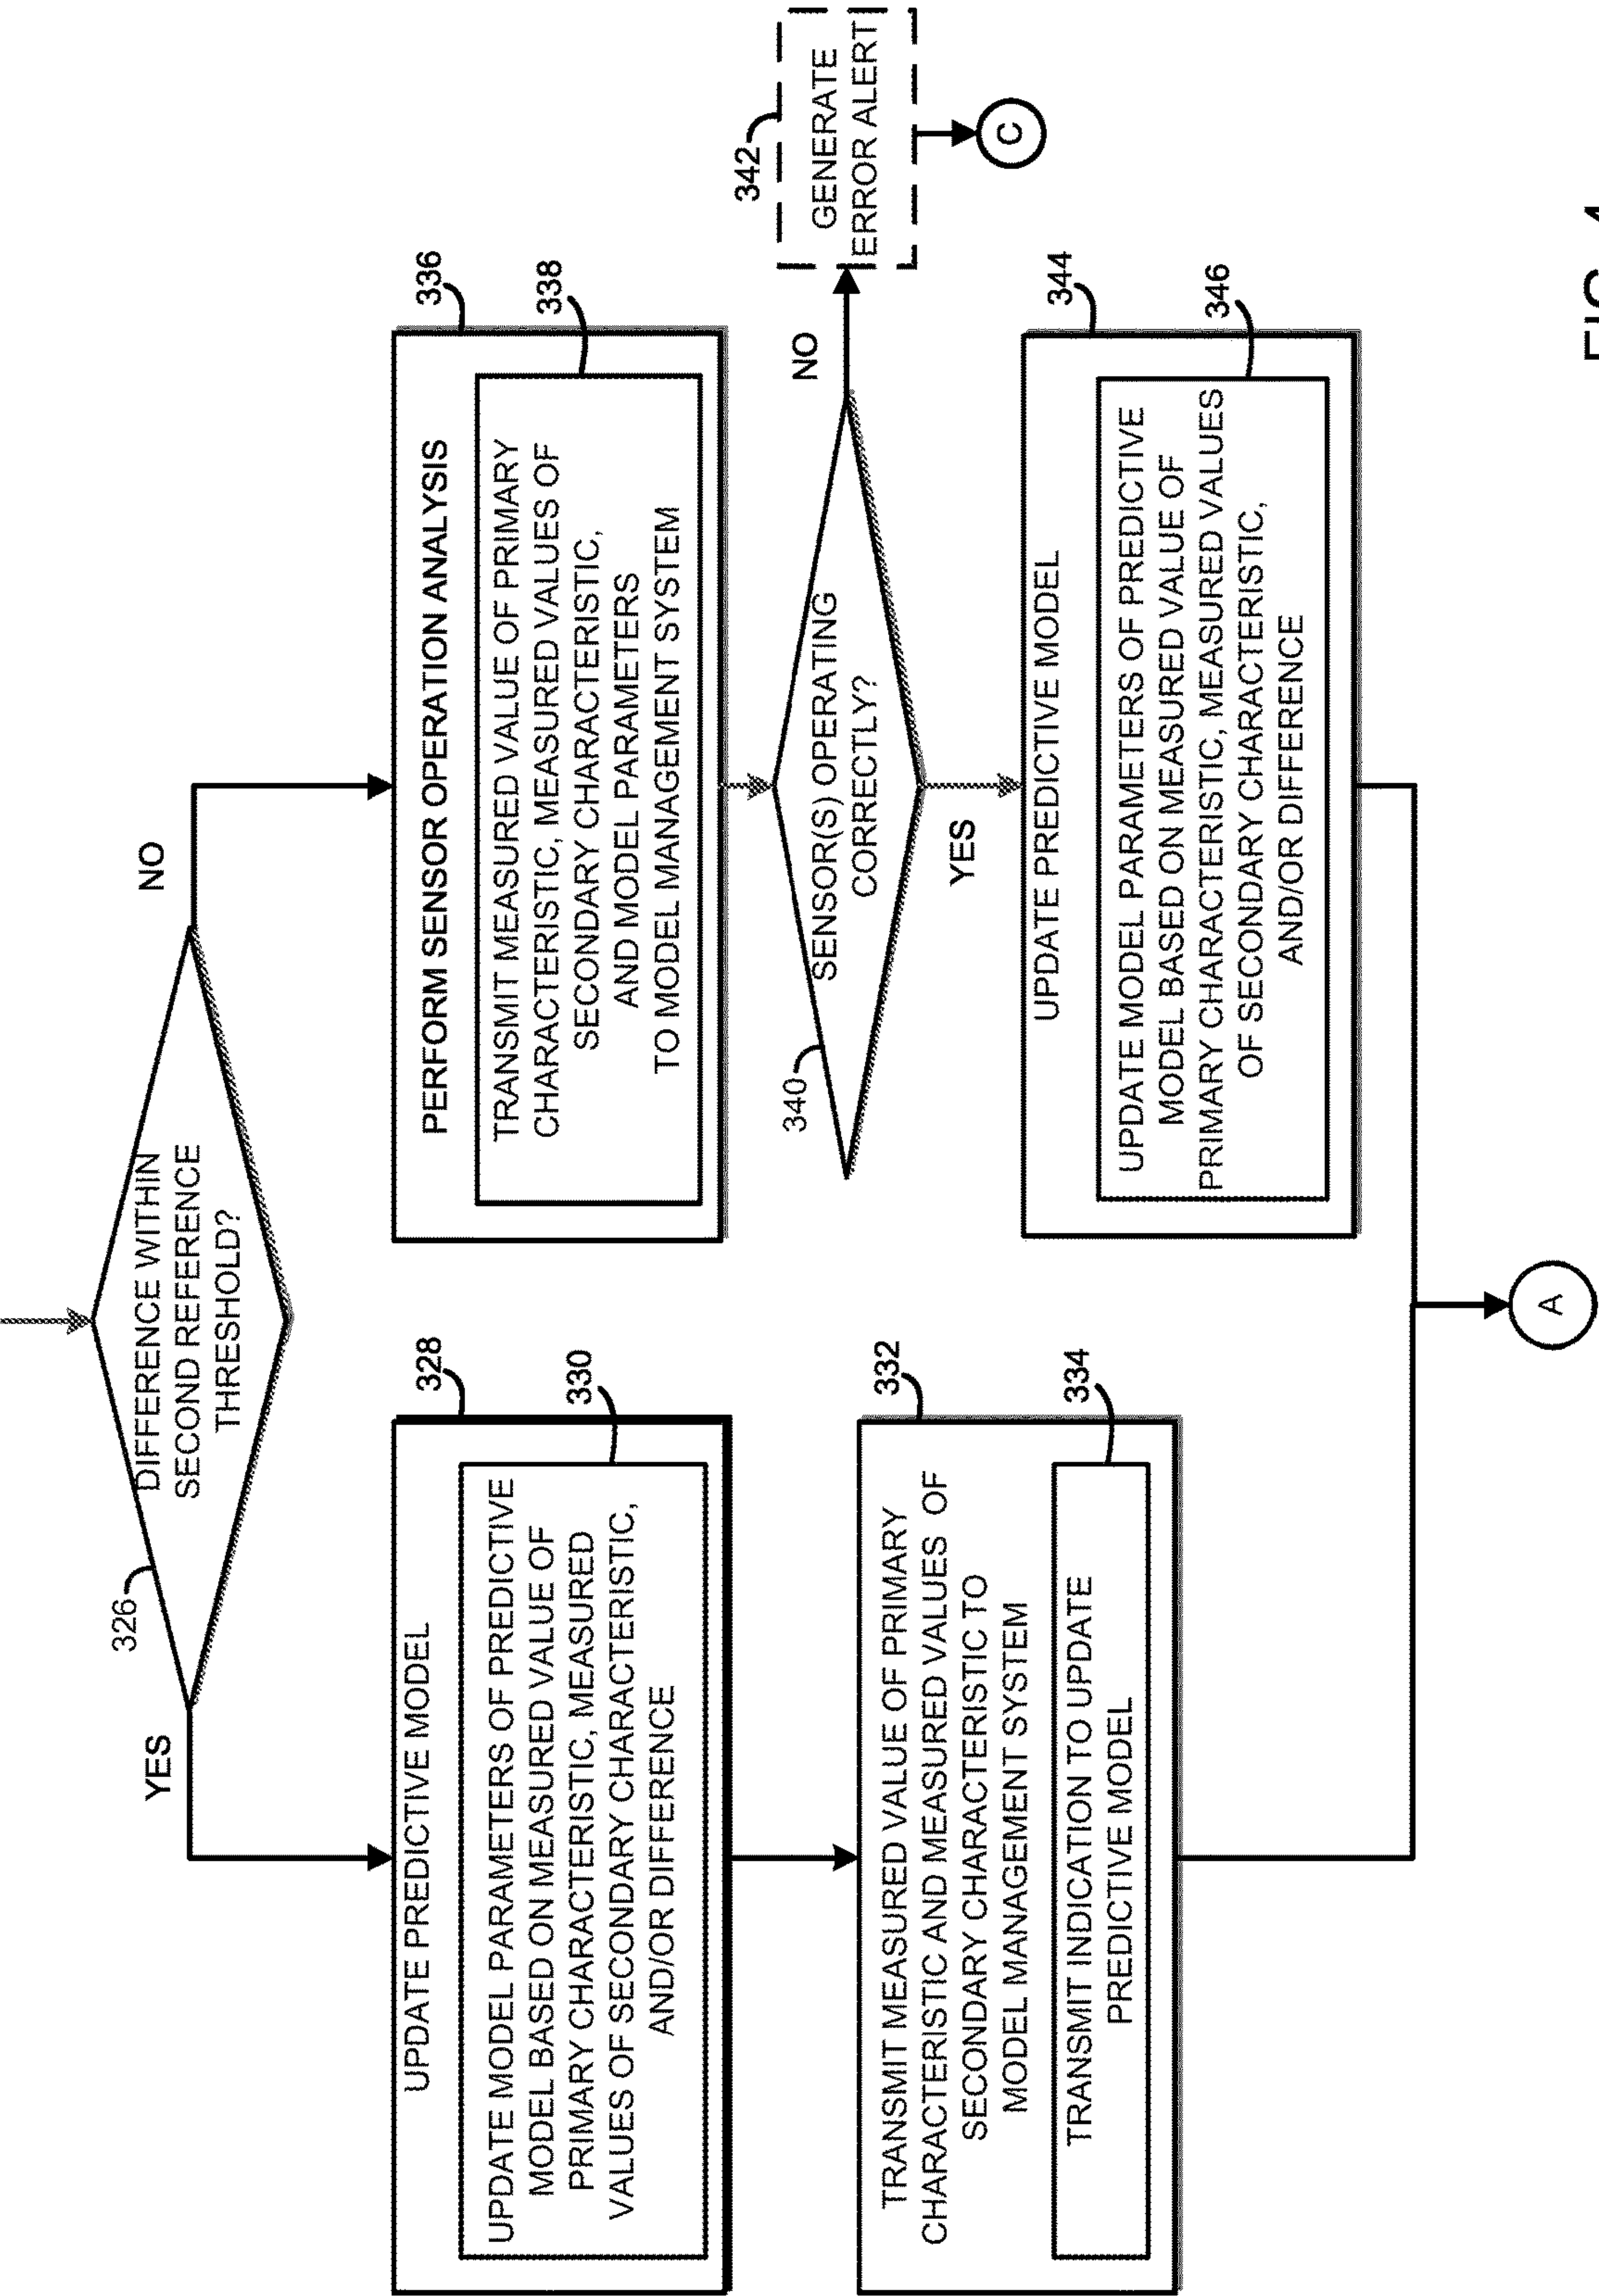 326
DIFFERENCE WITHIN
SECOND REFERENCE
THRESHOLD?
YES
NO
328
UPDATE PREDICTIVE MODEL
330
UPDATE MODEL PARAMETERS OF PREDICTIVE
MODEL BASED ON MEASURED VALUE OF
PRIMARY CHARACTERISTIC, MEASURED
VALUES OF SECONDARY CHARACTERISTIC,
AND/OR DIFFERENCE
332
TRANSMIT MEASURED VALUE OF PRIMARY
CHARACTERISTIC AND MEASURED VALUES OF
SECONDARY CHARACTERISTIC TO
MODEL MANAGEMENT SYSTEM
334
TRANSMIT INDICATION TO UPDATE
PREDICTIVE MODEL
336
PERFORM SENSOR OPERATION ANALYSIS
338
TRANSMIT MEASURED VALUE OF PRIMARY
CHARACTERISTIC, MEASURED VALUES OF
SECONDARY CHARACTERISTIC,
AND MODEL PARAMETERS
TO MODEL MANAGEMENT SYSTEM
340
SENSOR(S) OPERATING
CORRECTLY?
NO
342
GENERATE
ERROR ALERT
C
YES
344
UPDATE PREDICTIVE MODEL
346
UPDATE MODEL PARAMETERS OF PREDICTIVE
MODEL BASED ON MEASURED VALUE OF
PRIMARY CHARACTERISTIC, MEASURED VALUES
OF SECONDARY CHARACTERISTIC,
AND/OR DIFFERENCE
A